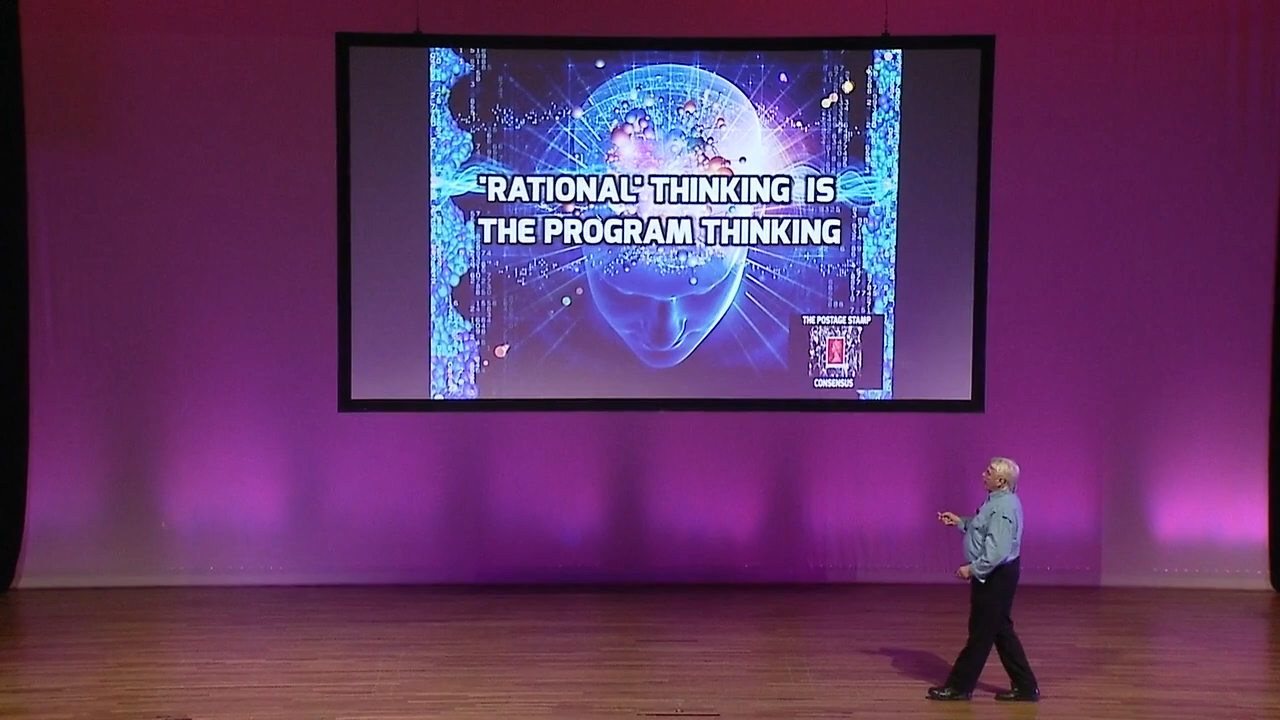 'RATIONAL' THINKING IS
THE PROGRAM THINKING
THE POSTAGE STAMP
CONSENSUS